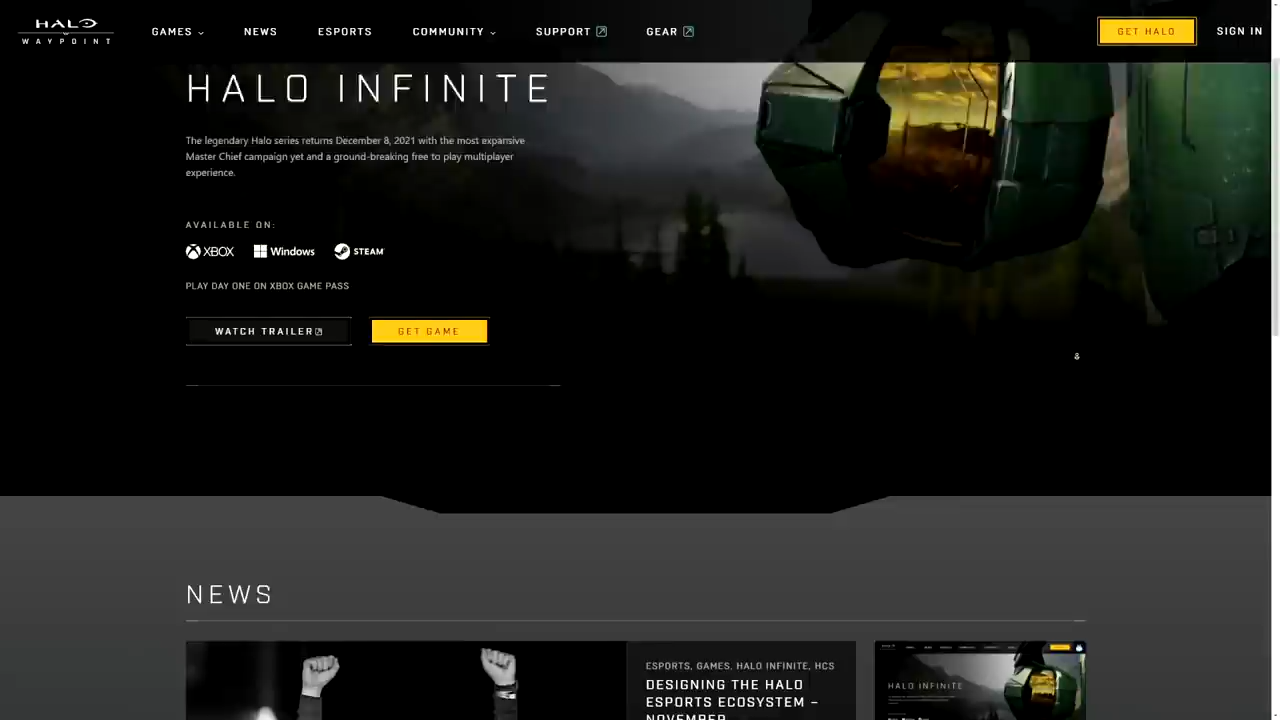 HALO
WAYPOINT
GAMES
NEWS
ESPORTS
COMMUNITY
SUPPORT
GEAR
GET HALO
SIGN IN
HALO INFINITE
The legendary Halo series returns December 8, 2021 with the most expansive
Master Chief campaign yet and a ground-breaking free to play multiplayer
experience.
AVAILABLE ON:
XBOX
Windows
STEAM
PLAY DAY ONE ON XBOX GAME PASS
WATCH TRAILER
GET GAME
NEWS
ESPORTS, GAMES, HALO INFINITE, HCS
DESIGNING THE HALO
ESPORTS ECOSYSTEM –
NOVEMBER
HALO INFINITE